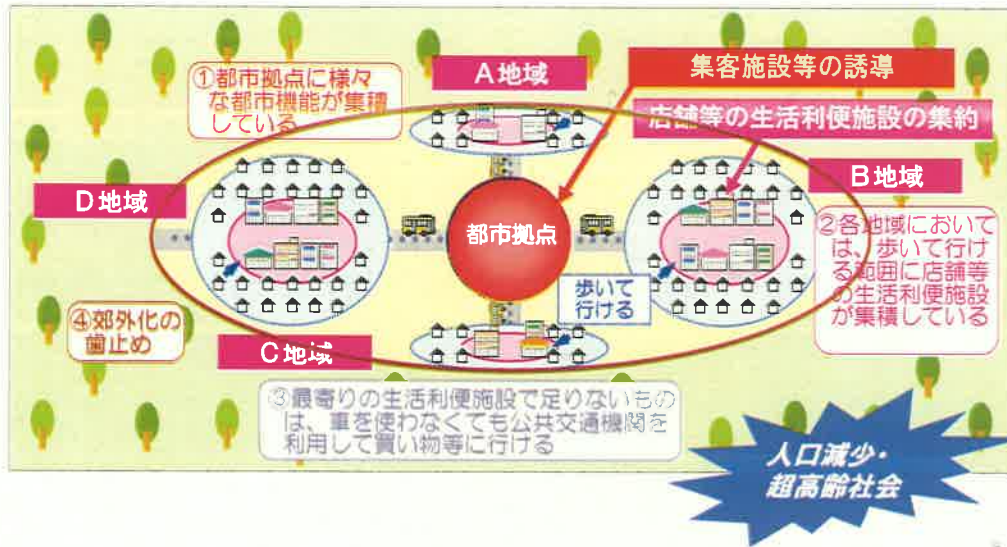 A地域
集客施設等の誘導
①都市拠点に様々
な都市機能が集積
している
店舗等の生活利便施設の集約
D地域
B地域
都市拠点
②各地域において
は、歩いて行け
る範囲に店舗等
の生活利便施設
が集積している
歩いて
行ける
④郊外化の
歯止め
C地域
③最寄りの生活利便施設で足りないもの
は、車を使わなくても公共交通機関を
利用して買い物等に行ける
人口減少・
超高齢社会